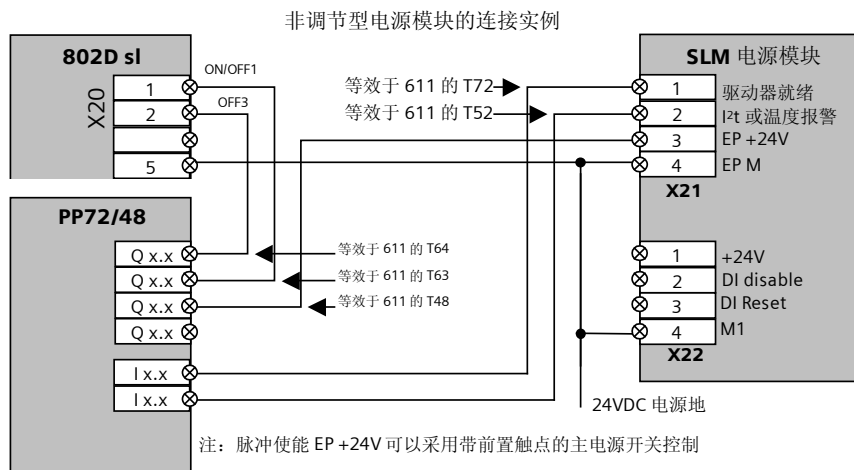 非调节型电源模块的连接实例
802D sl
X20
1
2
5
ON/OFF1
OFF3
PP72/48
Q x.x
Q x.x
Q x.x
Q x.x
I x.x
I x.x
等效于 611 的 T72
等效于 611 的 T52
等效于 611 的 T64
等效于 611 的 T63
等效于 611 的 T48
SLM 电源模块
1 驱动器就绪
2 I²t 或温度报警
3 EP +24V
4 EP M
X21
1 +24V
2 DI disable
3 DI Reset
4 M1
X22
24VDC 电源地
注：脉冲使能 EP +24V 可以采用带前置触点的主电源开关控制